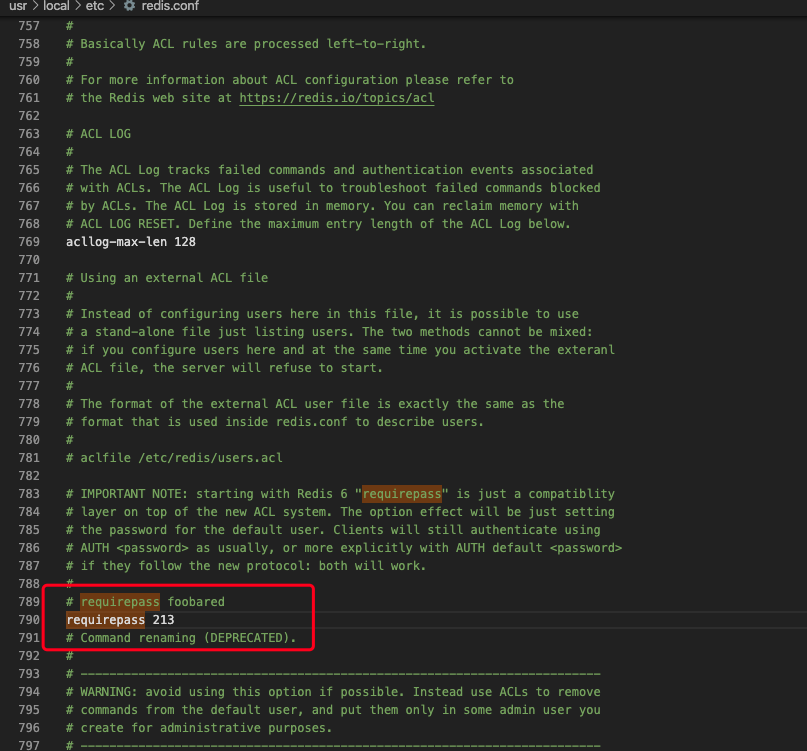 usr > local > etc > redis.conf
757 #
758 # Basically ACL rules are processed left-to-right.
759 #
760 # For more information about ACL configuration please refer to
761 # the Redis web site at https://redis.io/topics/acl
762
763 # ACL LOG
764 #
765 # The ACL Log tracks failed commands and authentication events associated
766 # with ACLs. The ACL Log is useful to troubleshoot failed commands blocked
767 # by ACLs. The ACL Log is stored in memory. You can reclaim memory with
768 # ACL LOG RESET. Define the maximum entry length of the ACL Log below.
769 acllog-max-len 128
770
771 # Using an external ACL file
772 #
773 # Instead of configuring users here in this file, it is possible to use
774 # a stand-alone file just listing users. The two methods cannot be mixed:
775 # if you configure users here and at the same time you activate the exteranl
776 # ACL file, the server will refuse to start.
777 #
778 # The format of the external ACL user file is exactly the same as the
779 # format that is used inside redis.conf to describe users.
780 #
781 # aclfile /etc/redis/users.acl
782
783 # IMPORTANT NOTE: starting with Redis 6 "requirepass" is just a compatiblity
784 # layer on top of the new ACL system. The option effect will be just setting
785 # the password for the default user. Clients will still authenticate using
786 # AUTH <password> as usually, or more explicitly with AUTH default <password>
787 # if they follow the new protocol: both will work.
788 #
789 # requirepass foobared
790 requirepass 213
791 # Command renaming (DEPRECATED).
792 #
793 # ------------------------------------------------------------------------
794 # WARNING: avoid using this option if possible. Instead use ACLs to remove
795 # commands from the default user, and put them only in some admin user you
796 # create for administrative purposes.
797 # ------------------------------------------------------------------------